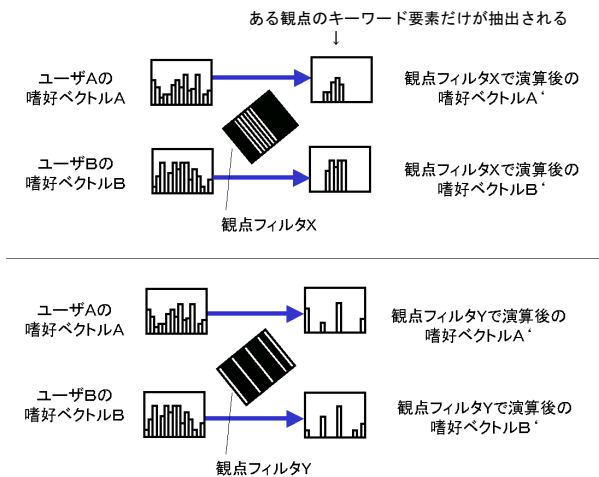 ある観点のキーワード要素だけが抽出される
↓
ユーザAの
嗜好ベクトルA
観点フィルタXで演算後の
嗜好ベクトルA‘
ユーザBの
嗜好ベクトルB
観点フィルタXで演算後の
嗜好ベクトルB‘
観点フィルタX
ユーザAの
嗜好ベクトルA
観点フィルタYで演算後の
嗜好ベクトルA‘
ユーザBの
嗜好ベクトルB
観点フィルタYで演算後の
嗜好ベクトルB‘
観点フィルタY